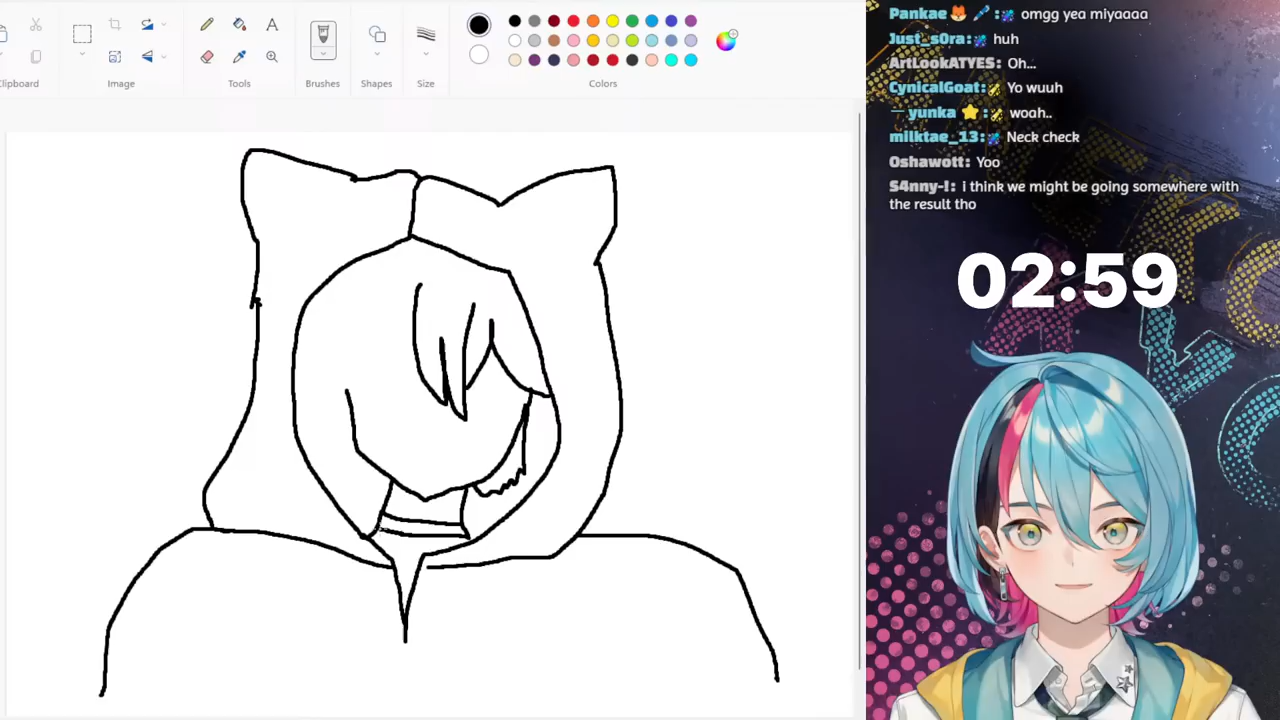 Clipboard
Image
Tools
Brushes
Shapes
Size
Colors
Pankae 🦊 🖊️ : omgg yea miyaaaa
Just_s0ra: huh
ArtLookATYES: Oh...
CynicalGoat: Yo wuuh
一 yunka ⭐ : woah..
milktae_13: Neck check
Oshawott: Yoo
S4nny-!: i think we might be going somewhere with
the result tho
02:59